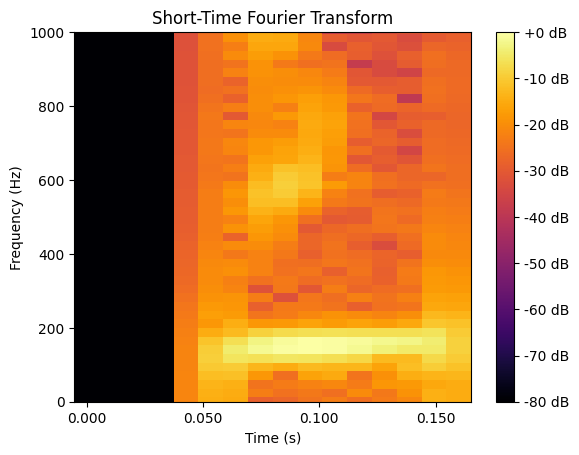 Short-Time Fourier Transform
1000
800
600
400
200
0
Frequency (Hz)
0.000
0.050
0.100
0.150
Time (s)
+0 dB
-10 dB
-20 dB
-30 dB
-40 dB
-50 dB
-60 dB
-70 dB
-80 dB